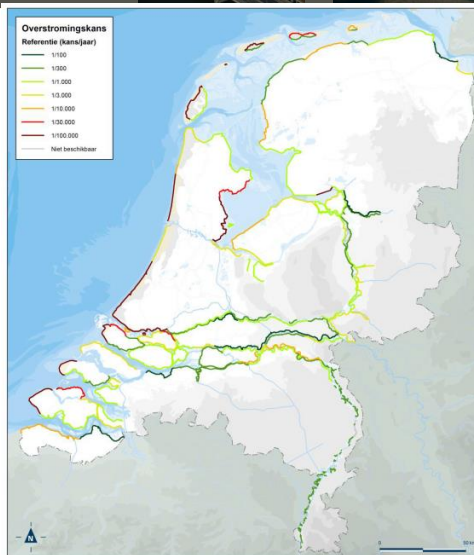 Overstromingskans
Referentie (kans/jaar)
1/100
1/300
1/1.000
1/3.000
1/10.000
1/30.000
1/100.000
Niet beschikbaar
N
0